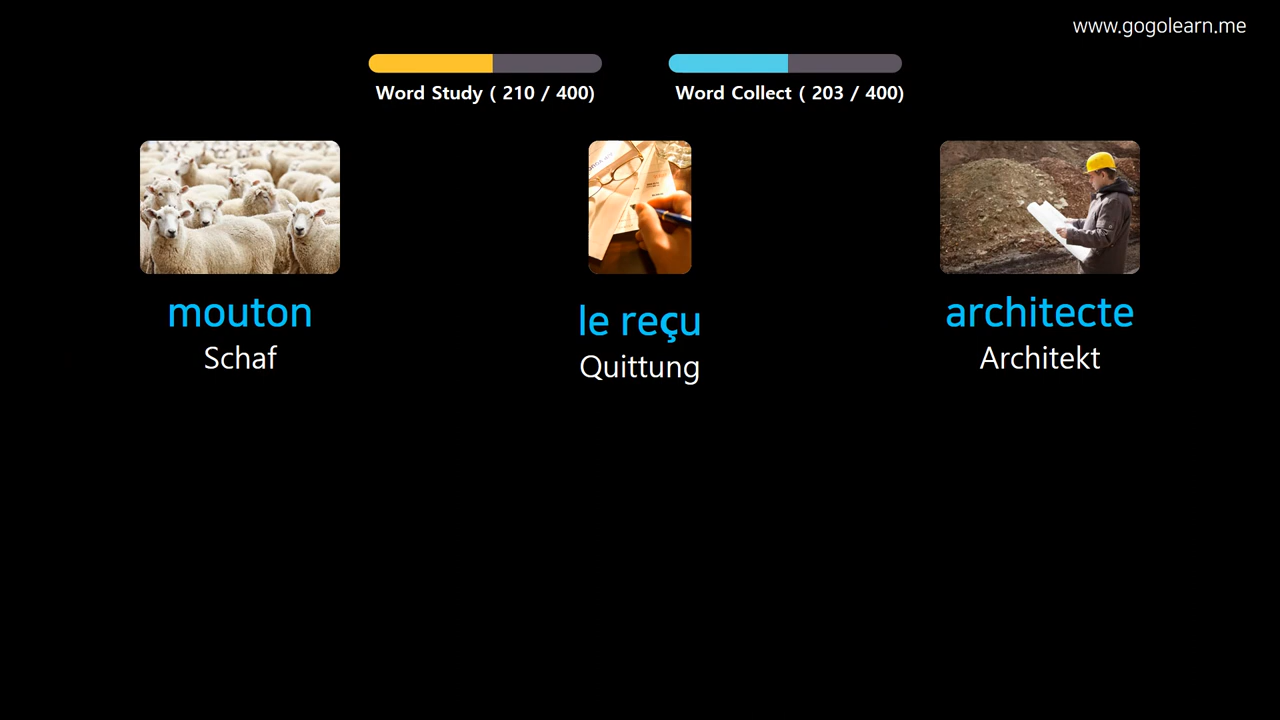 www.gogolearn.me
Word Study ( 210 / 400)
Word Collect ( 203 / 400)
mouton
Schaf
le reçu
Quittung
architecte
Architekt